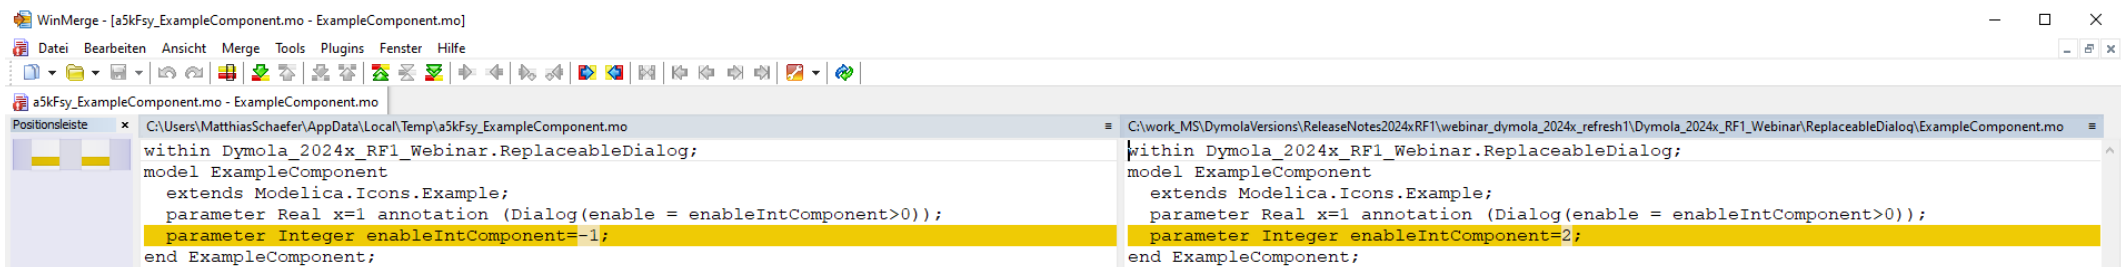 WinMerge - [a5kFsy_ExampleComponent.mo - ExampleComponent.mo]
Datei Bearbeiten Ansicht Merge Tools Plugins Fenster Hilfe
a5kFsy_ExampleComponent.mo - ExampleComponent.mo
Positionsleiste x
C:\Users\MatthiasSchaefer\AppData\Local\Temp\a5kFsy_ExampleComponent.mo
within Dymola_2024x_RF1_Webinar.ReplaceableDialog;
model ExampleComponent
extends Modelica.Icons.Example;
parameter Real x=1 annotation (Dialog(enable = enableIntComponent>0));
parameter Integer enableIntComponent=-1;
end ExampleComponent;
C:\work_MS\DymolaVersions\ReleaseNotes2024xRF1\webinar_dymola_2024x_refresh1\Dymola_2024x_RF1_Webinar\ReplaceableDialog\ExampleComponent.mo
within Dymola_2024x_RF1_Webinar.ReplaceableDialog;
model ExampleComponent
extends Modelica.Icons.Example;
parameter Real x=1 annotation (Dialog(enable = enableIntComponent>0));
parameter Integer enableIntComponent=2;
end ExampleComponent;